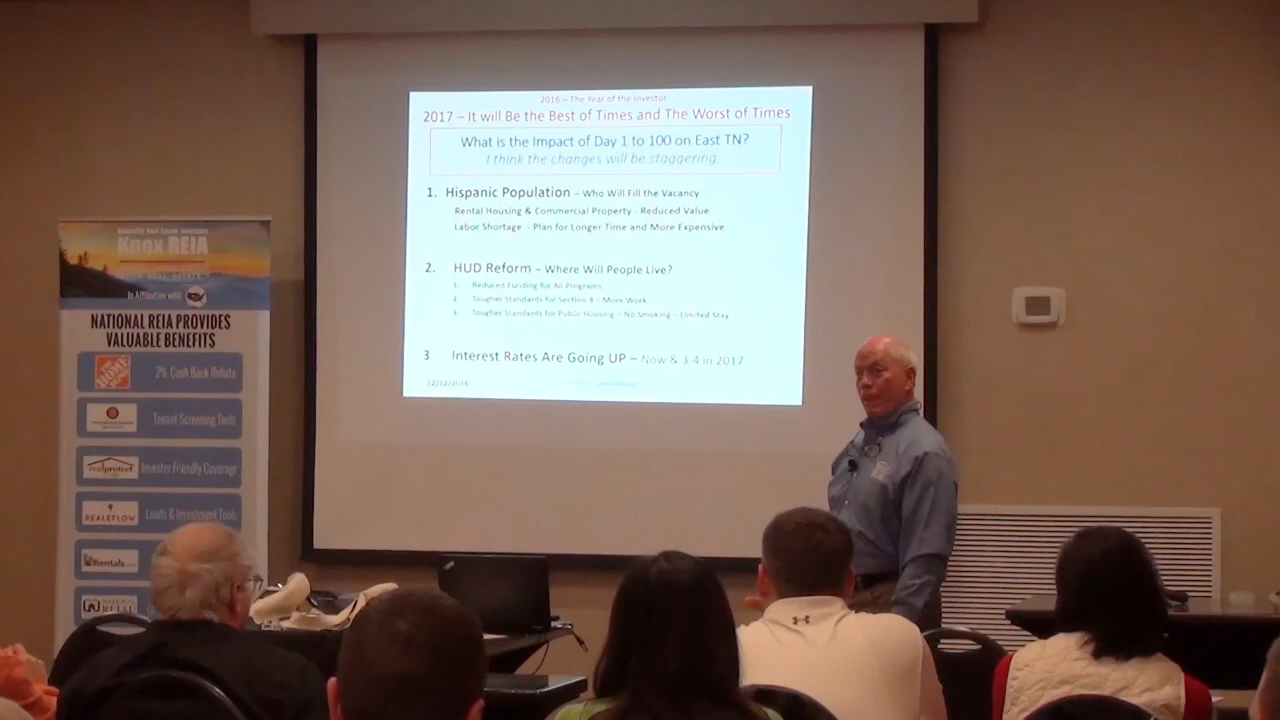 2016 – The Year of the Investor
2017 – It will Be the Best of Times and The Worst of Times
What is the Impact of Day 1 to 100 on East TN?
I think the changes will be staggering.
1. Hispanic Population – Who Will Fill the Vacancy
Rental Housing & Commercial Property - Reduced Value
Labor Shortage - Plan for Longer Time and More Expensive
2. HUD Reform – Where Will People Live?
1. Reduced Funding for All Programs
2. Tougher Standards for Section 8 – More Work
3. Tougher Standards for Public Housing – No Smoking – Limited Stay
3. Interest Rates Are Going UP – Now & 3-4 in 2017
12/12/2016
Knox REIA
In Affiliation with
NATIONAL REIA PROVIDES
VALUABLE BENEFITS
THE HOME DEPOT
2% Cash Back Rebate
Tenant Screening Tools
realprotect
Investor Friendly Coverage
REALEFLOW
Leads & Investment Tools
Rentals
NATIONAL
REIA